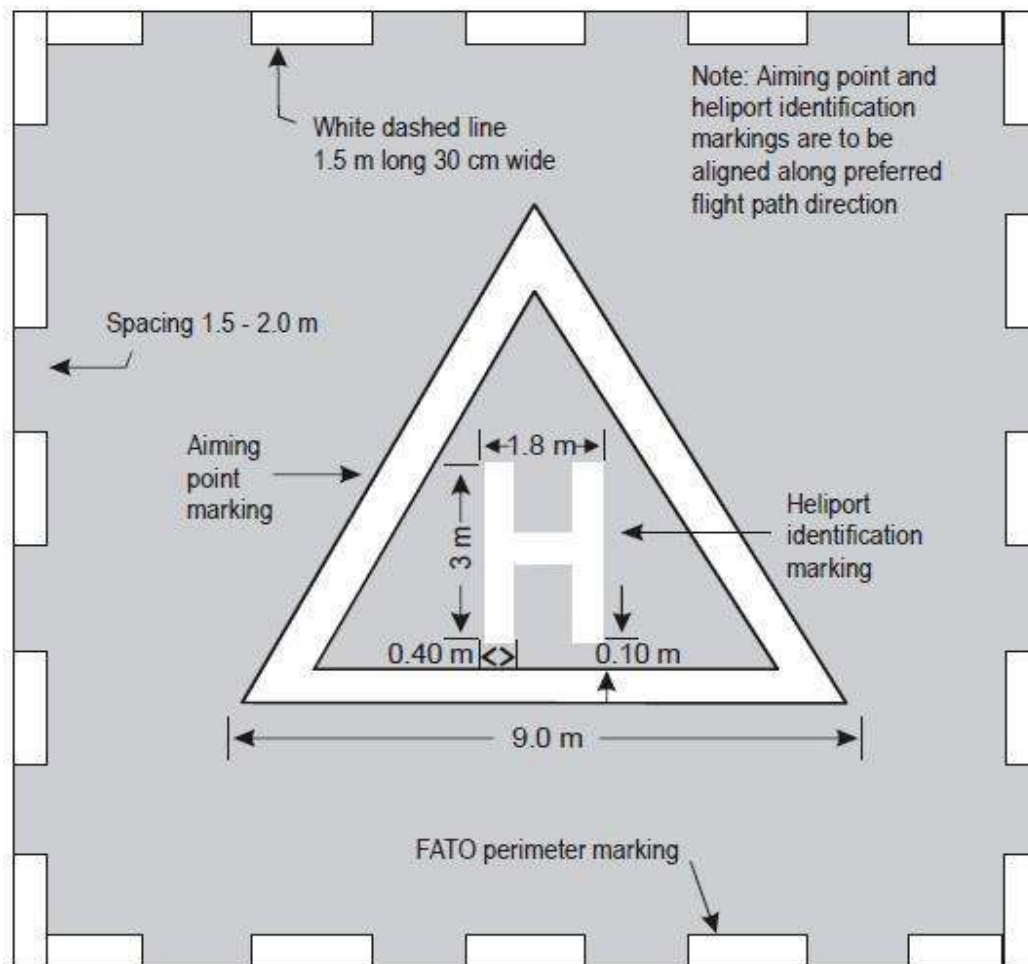 Note: Aiming point and
heliport identification
markings are to be
aligned along preferred
flight path direction
White dashed line
1.5 m long 30 cm wide
Spacing 1.5 - 2.0 m
Aiming
point
marking
1.8 m
3 m
Heliport
identification
marking
0.40 m
0.10 m
H
9.0 m
FATO perimeter marking